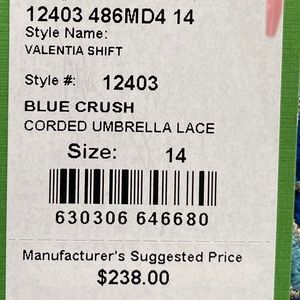 12403 486MD4 14
Style Name:
VALENTIA SHIFT
Style #: 12403
BLUE CRUSH
CORDED UMBRELLA LACE
Size: 14
630306 646680
Manufacturer's Suggested Price
$238.00